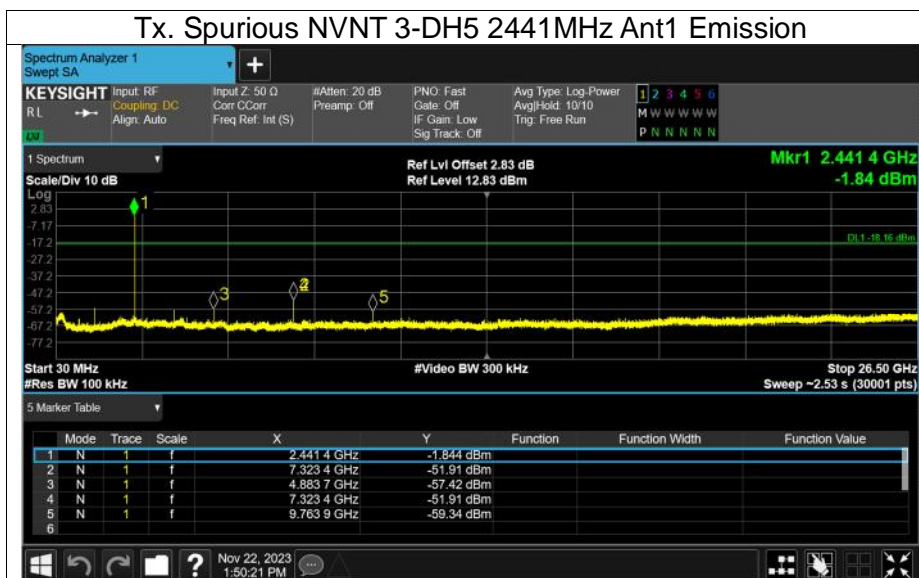 Tx. Spurious NVNT 3-DH5 2441MHz Ant1 Emission
Spectrum Analyzer 1
Swept SA
+
KEYSIGHT
RL
Input: RF
Coupling: DC
Align: Auto
Input Z: 50 Ω
Corr CCorr
Freq Ref: Int (S)
#Atten: 20 dB
Preamp: Off
PNO: Fast
Gate: Off
IF Gain: Low
Sig Track: Off
Avg Type: Log-Power
Avg|Hold: 10/10
Trig: Free Run
1 2 3 4 5 6
M W W W W W
P N N N N N
1 Spectrum
Scale/Div 10 dB
Ref Lvl Offset 2.83 dB
Ref Level 12.83 dBm
Mkr1 2.441 4 GHz
-1.84 dBm
Log
2.83
-7.17
-17.2
-27.2
-37.2
-47.2
-57.2
-67.2
-77.2
1
3
2
5
DL1 -18.16 dBm
Start 30 MHz
#Res BW 100 kHz
#Video BW 300 kHz
Stop 26.50 GHz
Sweep ~2.53 s (30001 pts)
5 Marker Table
Mode Trace Scale X Y Function Function Width Function Value
1 N 1 f 2.441 4 GHz -1.844 dBm
2 N 1 f 7.323 4 GHz -51.91 dBm
3 N 1 f 4.883 7 GHz -57.42 dBm
4 N 1 f 7.323 4 GHz -51.91 dBm
5 N 1 f 9.763 9 GHz -59.34 dBm
6
? Nov 22, 2023
1:50:21 PM